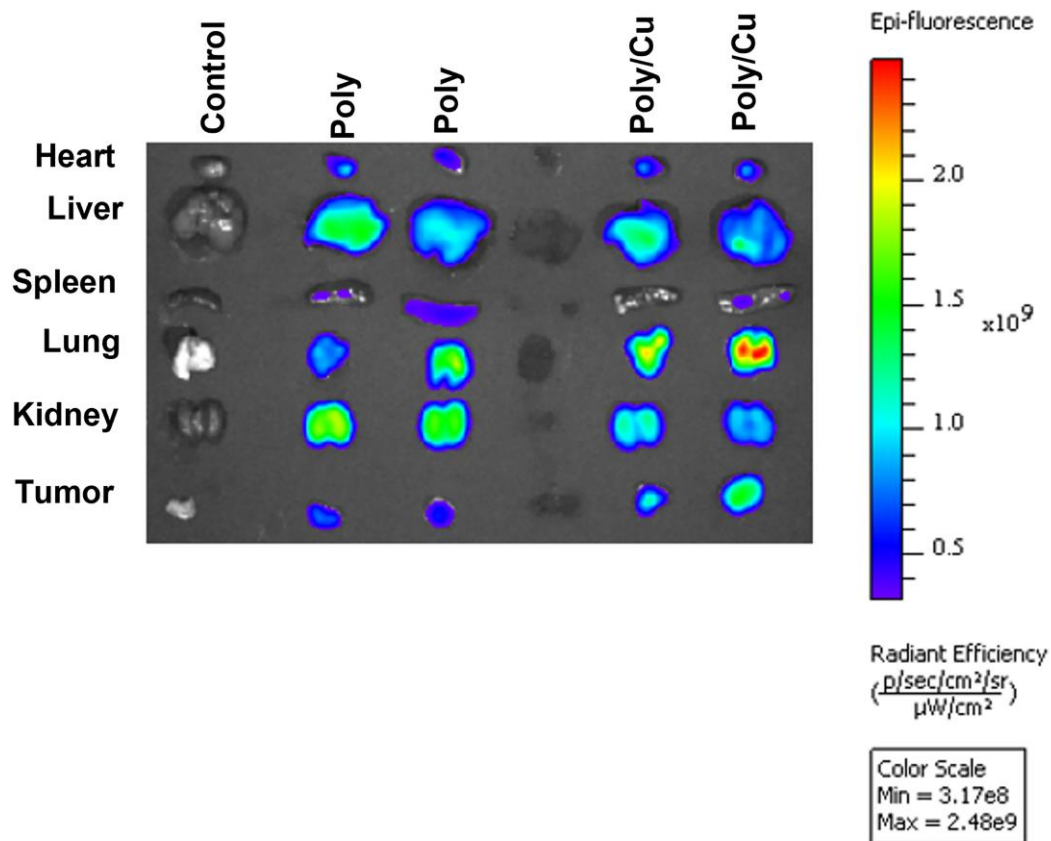 Epi-fluorescence
Control
Poly
Poly
Poly/Cu
Poly/Cu
Heart
Liver
Spleen
Lung
Kidney
Tumor
2.0
1.5
x10⁹
1.0
0.5
Radiant Efficiency
(p/sec/cm²/sr
µW/cm²)
Color Scale
Min = 3.17e8
Max = 2.48e9